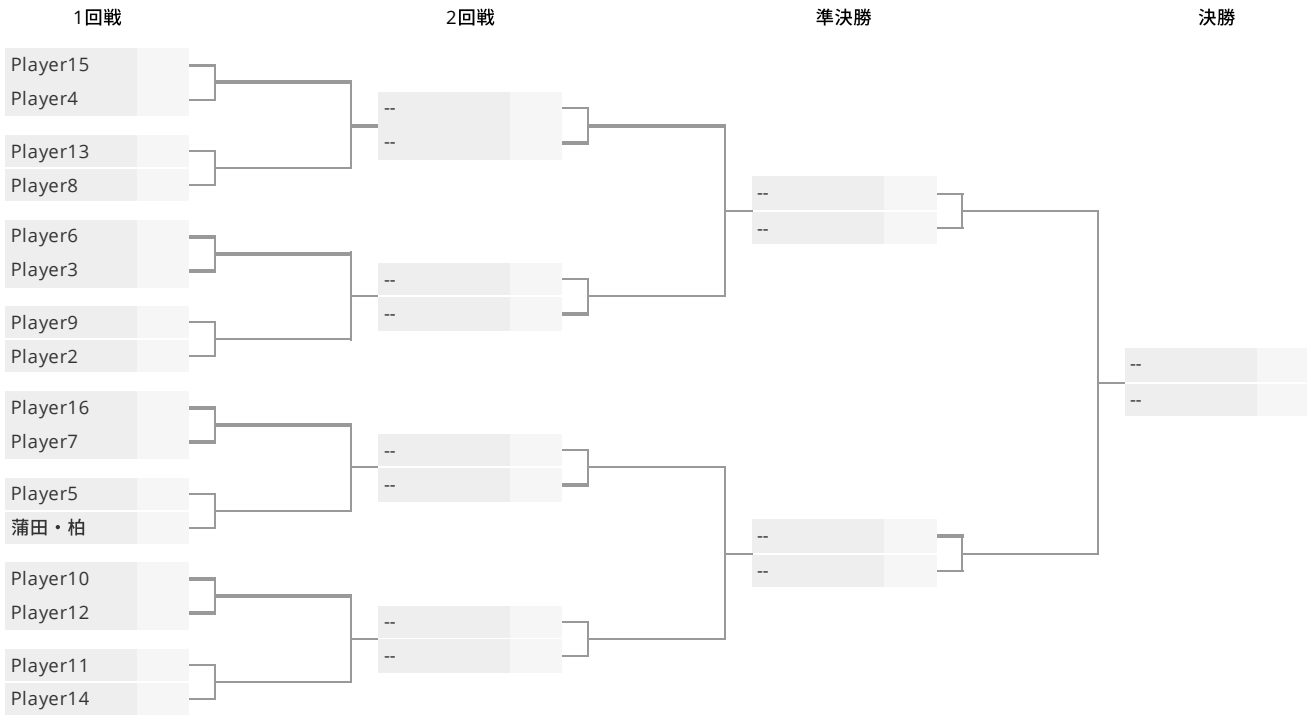 1回戦
2回戦
準決勝
決勝
Player15
Player4
Player13
Player8
Player6
Player3
Player9
Player2
Player16
Player7
Player5
蒲田・柏
Player10
Player12
Player11
Player14
--
--
--
--
--
--
--
--
--
--
--
--
--
--